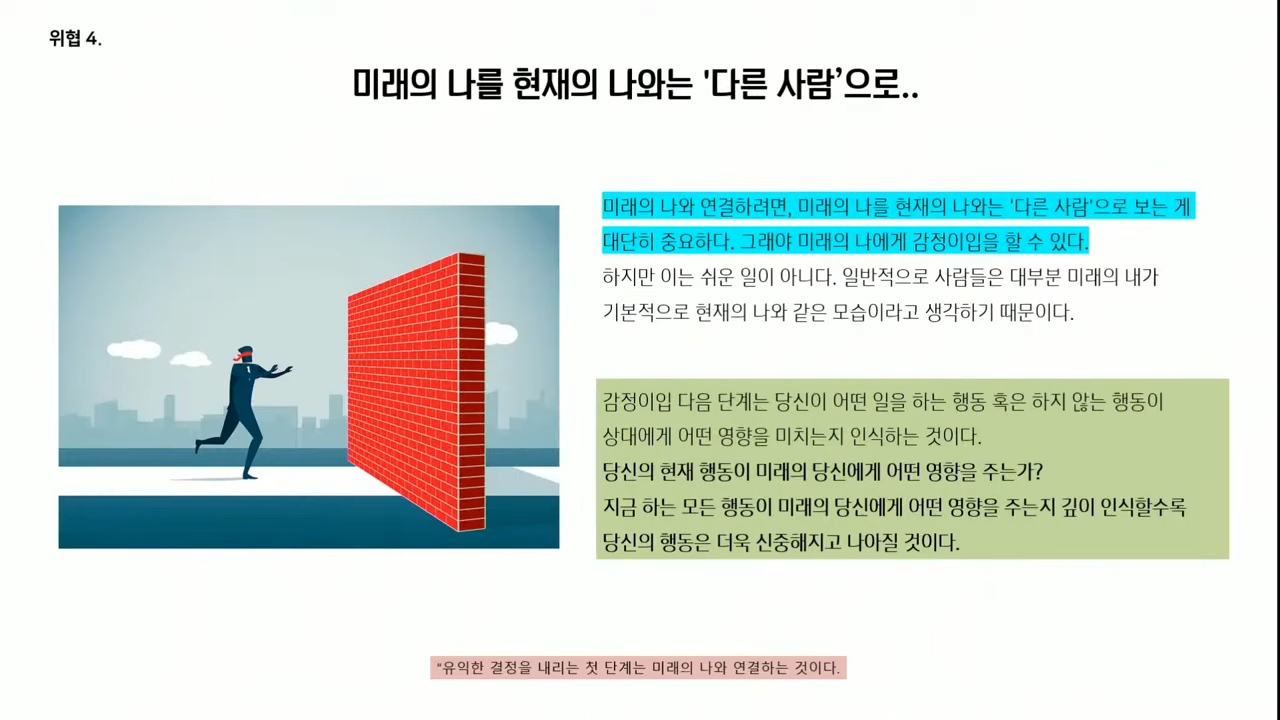 위협 4.
미래의 나를 현재의 나와는 '다른 사람’으로..
미래의 나와 연결하려면, 미래의 나를 현재의 나와는 '다른 사람'으로 보는 게
대단히 중요하다. 그래야 미래의 나에게 감정이입을 할 수 있다.
하지만 이는 쉬운 일이 아니다. 일반적으로 사람들은 대부분 미래의 내가
기본적으로 현재의 나와 같은 모습이라고 생각하기 때문이다.
감정이입 다음 단계는 당신이 어떤 일을 하는 행동 혹은 하지 않는 행동이
상대에게 어떤 영향을 미치는지 인식하는 것이다.
당신의 현재 행동이 미래의 당신에게 어떤 영향을 주는가?
지금 하는 모든 행동이 미래의 당신에게 어떤 영향을 주는지 깊이 인식할수록
당신의 행동은 더욱 신중해지고 나아질 것이다.
“유익한 결정을 내리는 첫 단계는 미래의 나와 연결하는 것이다.